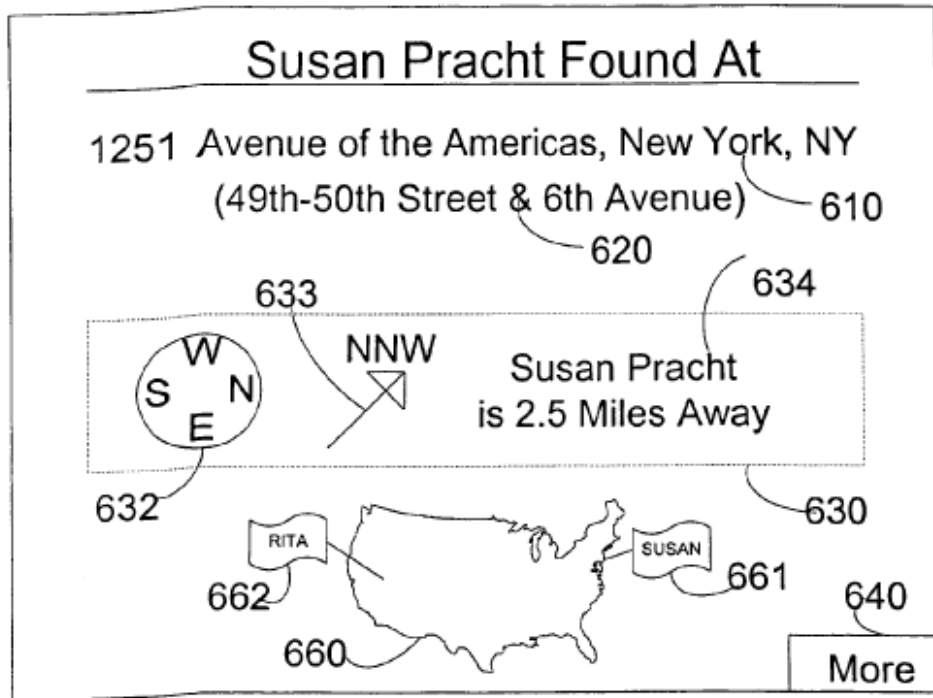 Susan Pracht Found At
1251 Avenue of the Americas, New York, NY
(49th-50th Street & 6th Avenue)
610
620
634
633
NNW
W
S N
E
Susan Pracht
is 2.5 Miles Away
632
630
RITA
SUSAN
662
661
660
640
More